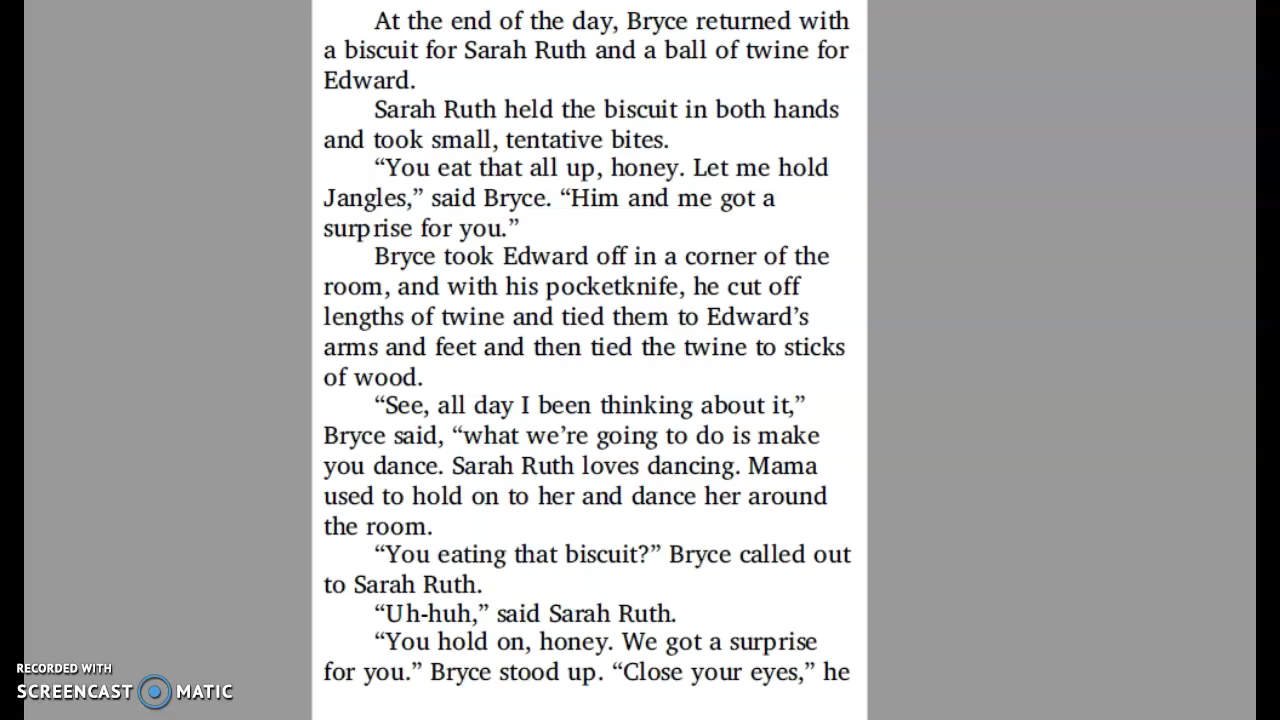 At the end of the day, Bryce returned with
a biscuit for Sarah Ruth and a ball of twine for
Edward.
Sarah Ruth held the biscuit in both hands
and took small, tentative bites.
“You eat that all up, honey. Let me hold
Jangles,” said Bryce. “Him and me got a
surprise for you.”
Bryce took Edward off in a corner of the
room, and with his pocketknife, he cut off
lengths of twine and tied them to Edward’s
arms and feet and then tied the twine to sticks
of wood.
“See, all day I been thinking about it,”
Bryce said, “what we’re going to do is make
you dance. Sarah Ruth loves dancing. Mama
used to hold on to her and dance her around
the room.
“You eating that biscuit?” Bryce called out
to Sarah Ruth.
“Uh-huh,” said Sarah Ruth.
“You hold on, honey. We got a surprise
for you.” Bryce stood up. “Close your eyes,” he
RECORDED WITH
SCREENCAST MATIC